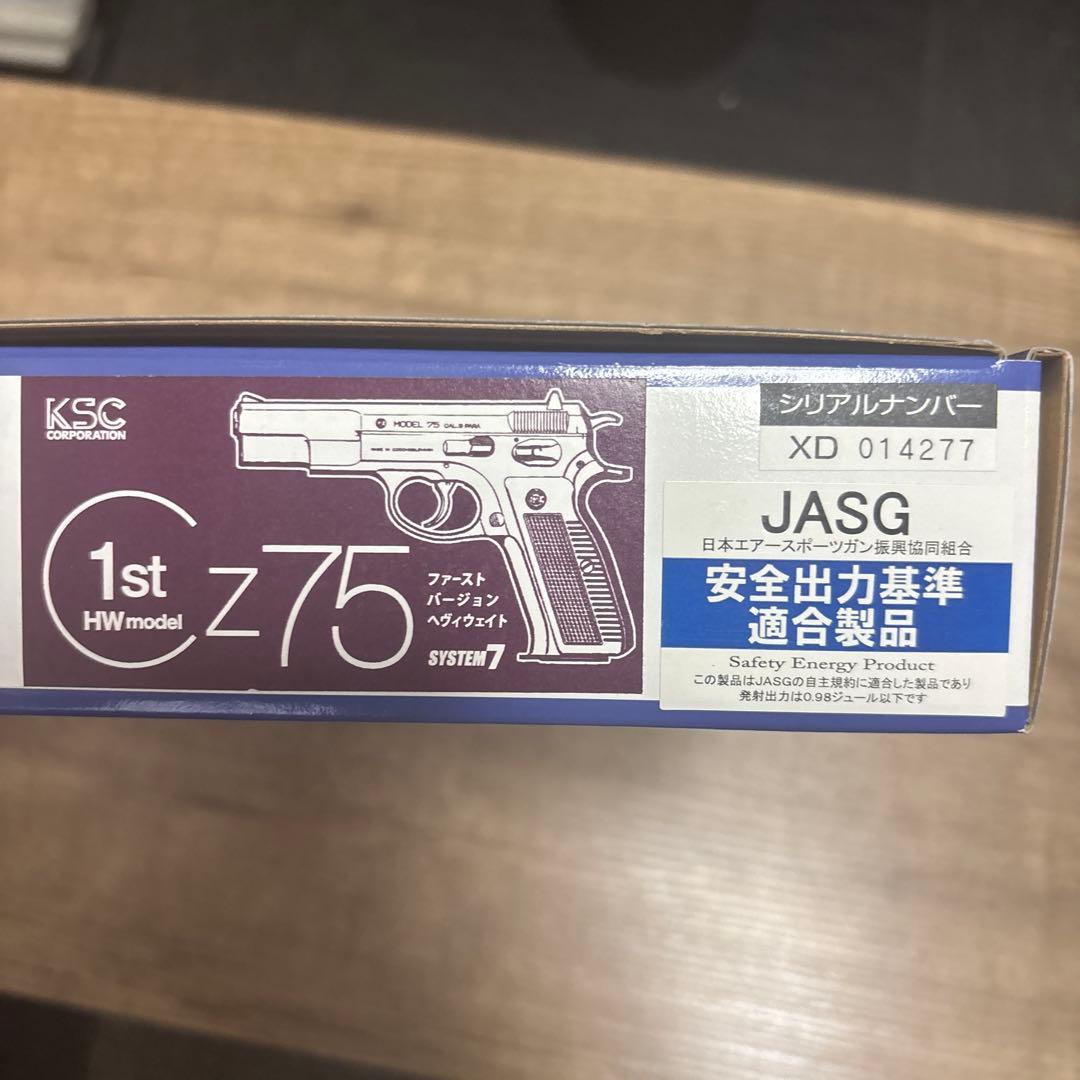 KSC
CORPORATION
1st
HW model
Cz75
ファースト
バージョン
ヘヴィウェイト
SYSTEM7
MODEL 75 CAL.9 PARA
シリアルナンバー
XD 014277
JASG
日本エアースポーツガン振興協同組合
安全出力基準
適合製品
Safety Energy Product
この製品はJASGの自主規約に適合した製品であり
発射出力は0.98ジュール以下です